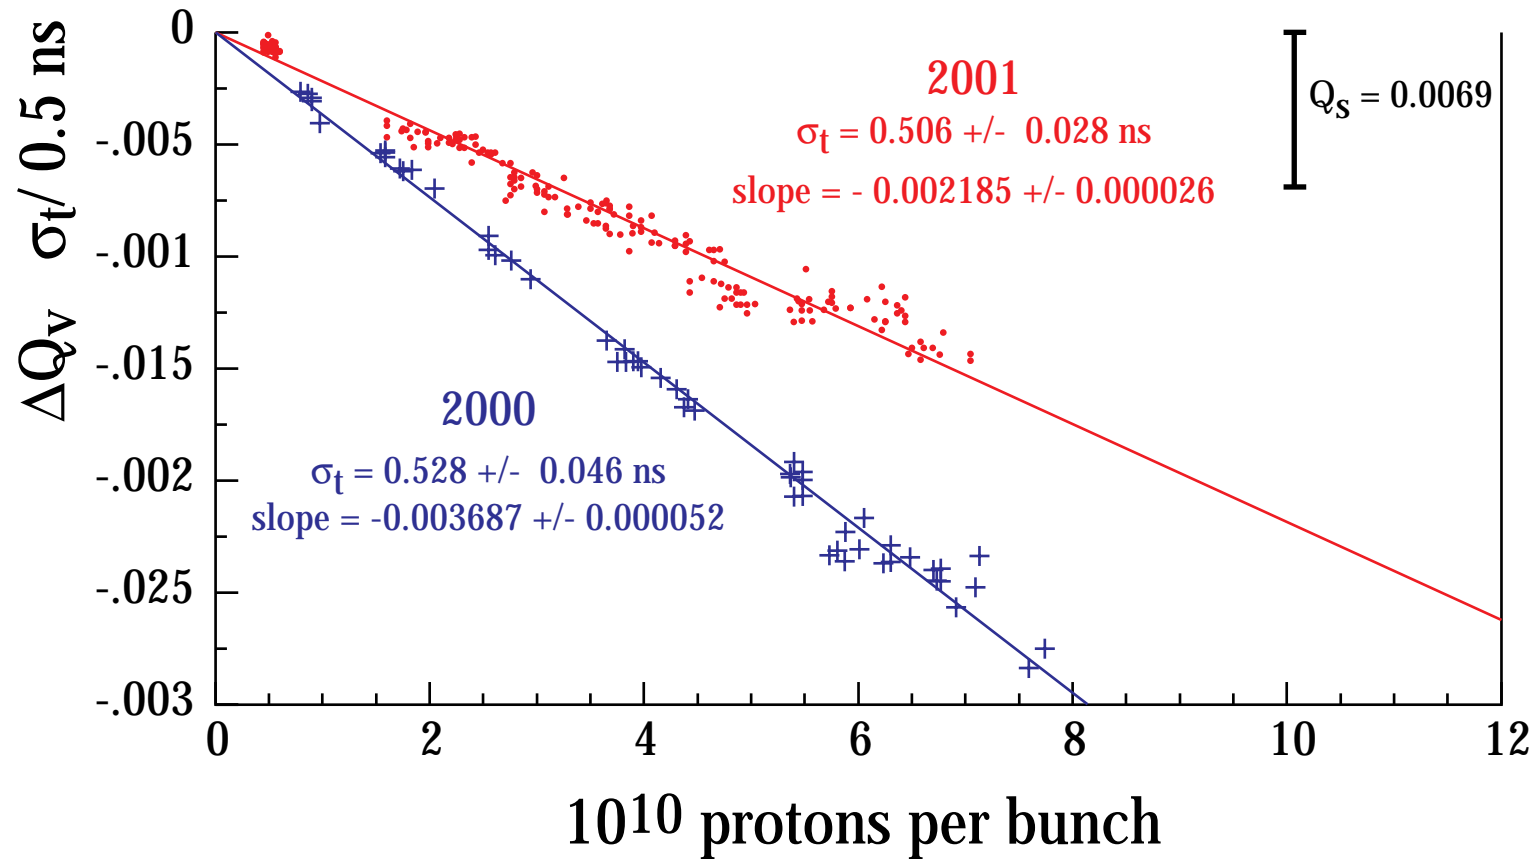 ΔQv σt/ 0.5 ns
0
-.005
-.001
-.015
-.002
-.025
-.003
0 2 4 6 8 10 12
10^10 protons per bunch
2001
σt = 0.506 +/- 0.028 ns
slope = - 0.002185 +/- 0.000026
Qs = 0.0069
2000
σt = 0.528 +/- 0.046 ns
slope = -0.003687 +/- 0.000052